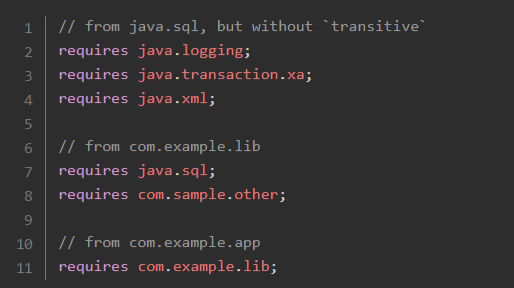 1 // from java.sql, but without `transitive`
2 requires java.logging;
3 requires java.transaction.xa;
4 requires java.xml;
5
6 // from com.example.lib
7 requires java.sql;
8 requires com.sample.other;
9
10 // from com.example.app
11 requires com.example.lib;